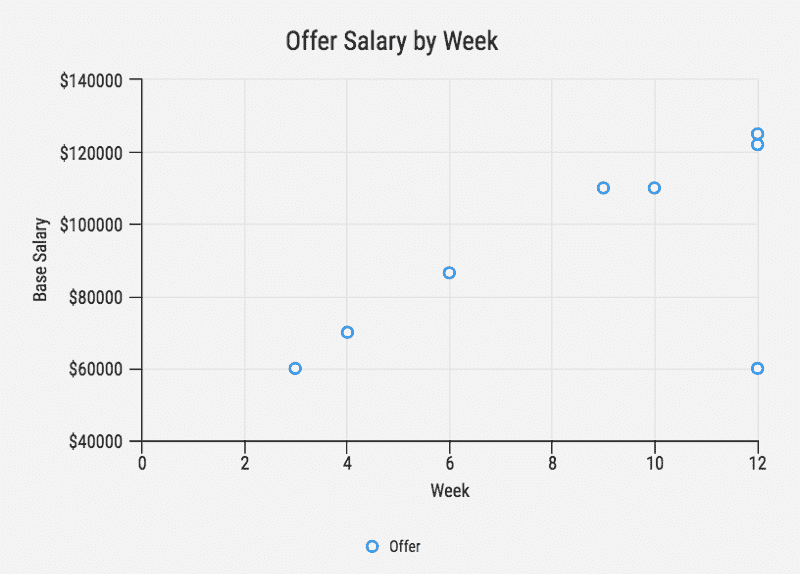 Offer Salary by Week
$140000
$120000
$100000
$80000
$60000
$40000
Base Salary
0 2 4 6 8 10 12
Week
Offer